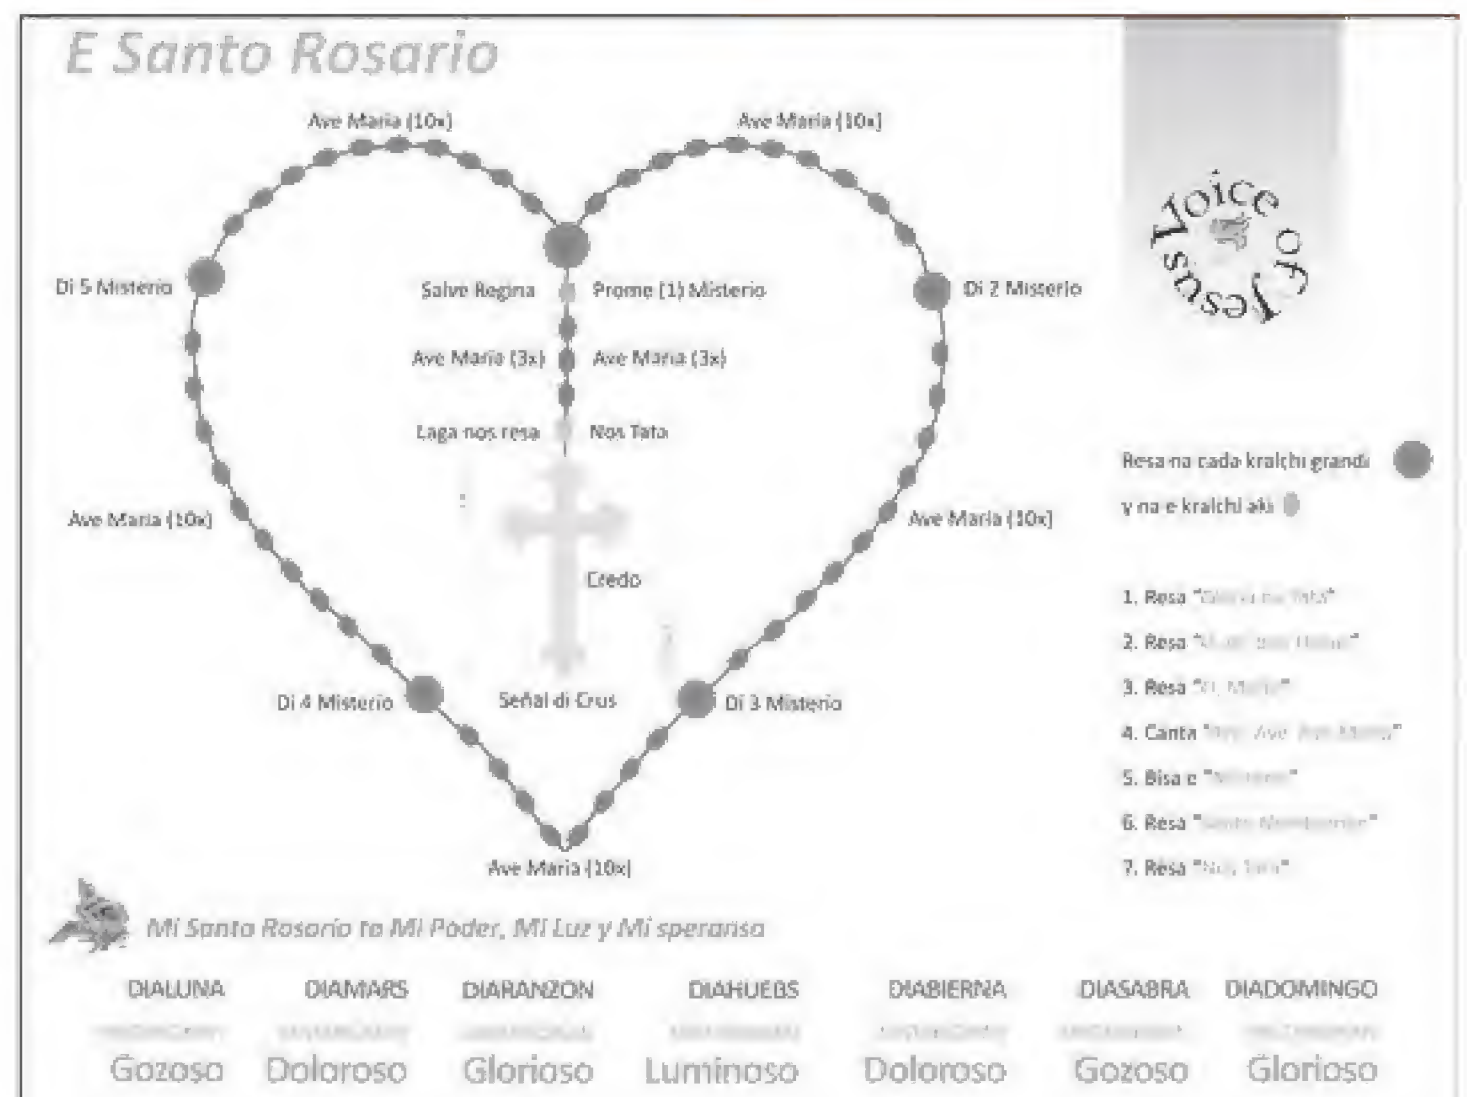 E Santo Rosario
Ave Maria (10x)
Ave Maria (10x)
Voice of Jesus
Di 5 Misterio
Salve Regina
Prome (1) Misterio
Di 2 Misterio
Ave Maria (3x)
Ave Maria (3x)
Laga nos resa
Nos Tata
Resa na cada kralchi grandi
y na e kralchi aki
Ave Maria (10x)
Ave Maria (10x)
Credo
1. Resa "
2. Resa "
3. Resa "
Di 4 Misterio
Señal di Crus
Di 3 Misterio
4. Canta "
5. Bisa e "
6. Resa "
7. Resa "
Ave Maria (10x)
Mi Santo Rosario ta Mi Poder, Mi Luz y Mi speransa
DIALUNA DIAMARS DIARANZON DIAHUEBS DIABIERNA DIASABRA DIADOMINGO
Gozoso Doloroso Glorioso Luminoso Doloroso Gozoso Glorioso